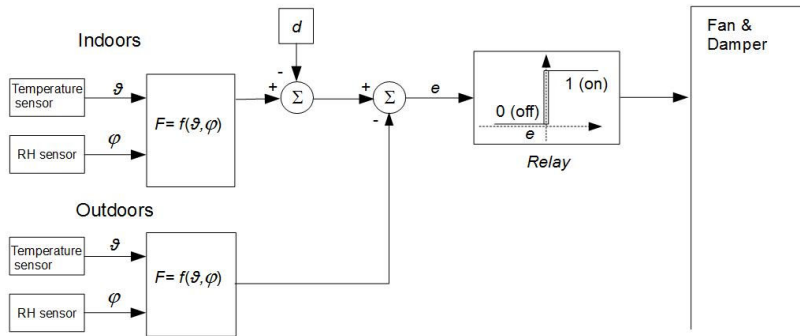 Indoors
d
Fan &
Damper
-
Temperature
sensor
ϑ
+
Σ
+
Σ
e
1 (on)
F= f(ϑ,φ)
0 (off)
RH sensor
φ
-
e
Relay
Outdoors
Temperature
sensor
ϑ
F= f(ϑ,φ)
RH sensor
φ